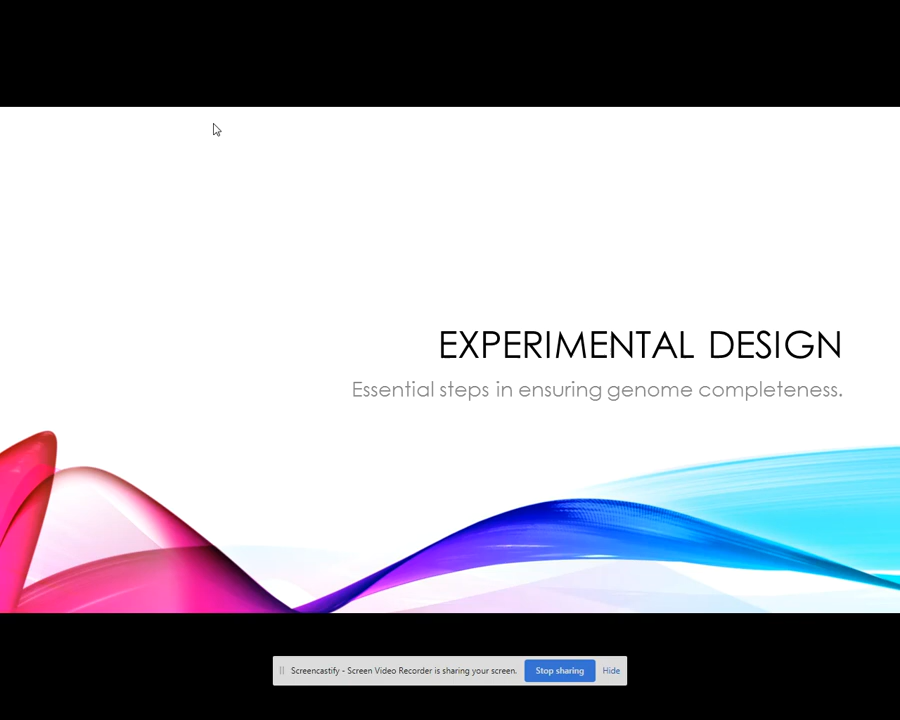 EXPERIMENTAL DESIGN
Essential steps in ensuring genome completeness.
Screencastify - Screen Video Recorder is sharing your screen. Stop sharing Hide